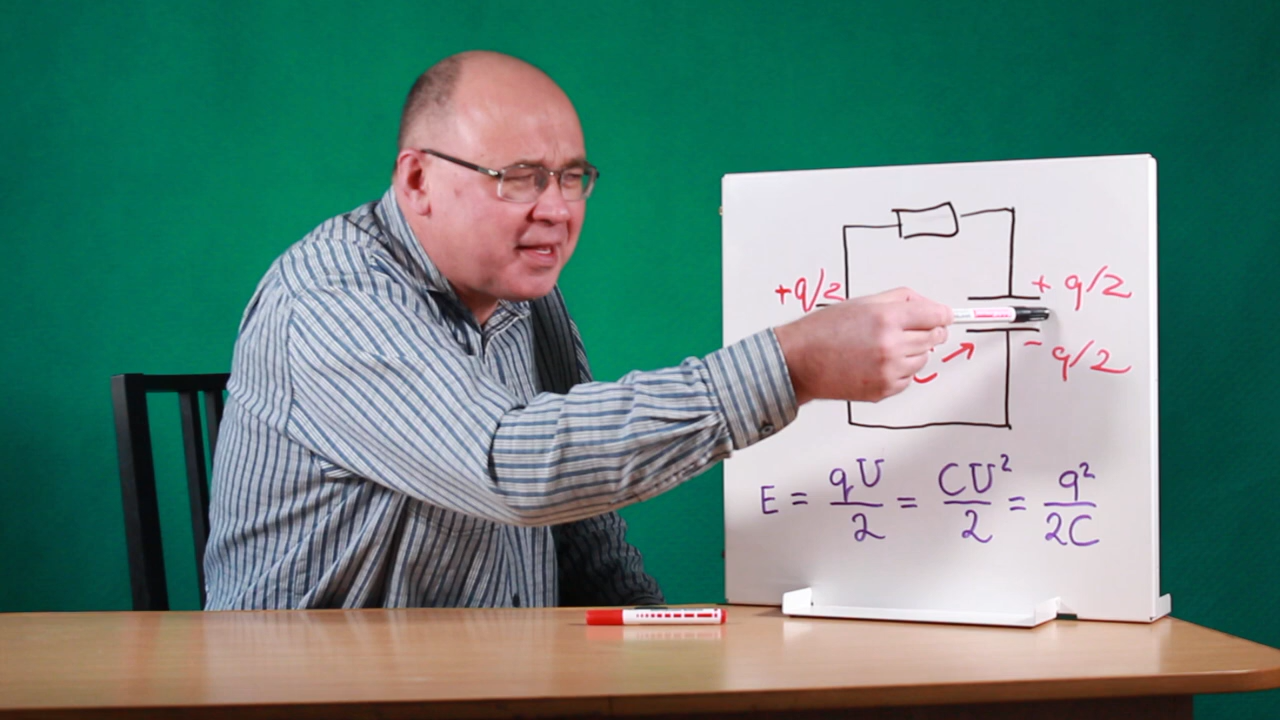 +q/2
+ q/2
- q/2
E = qU/2 = CU²/2 = q²/2C